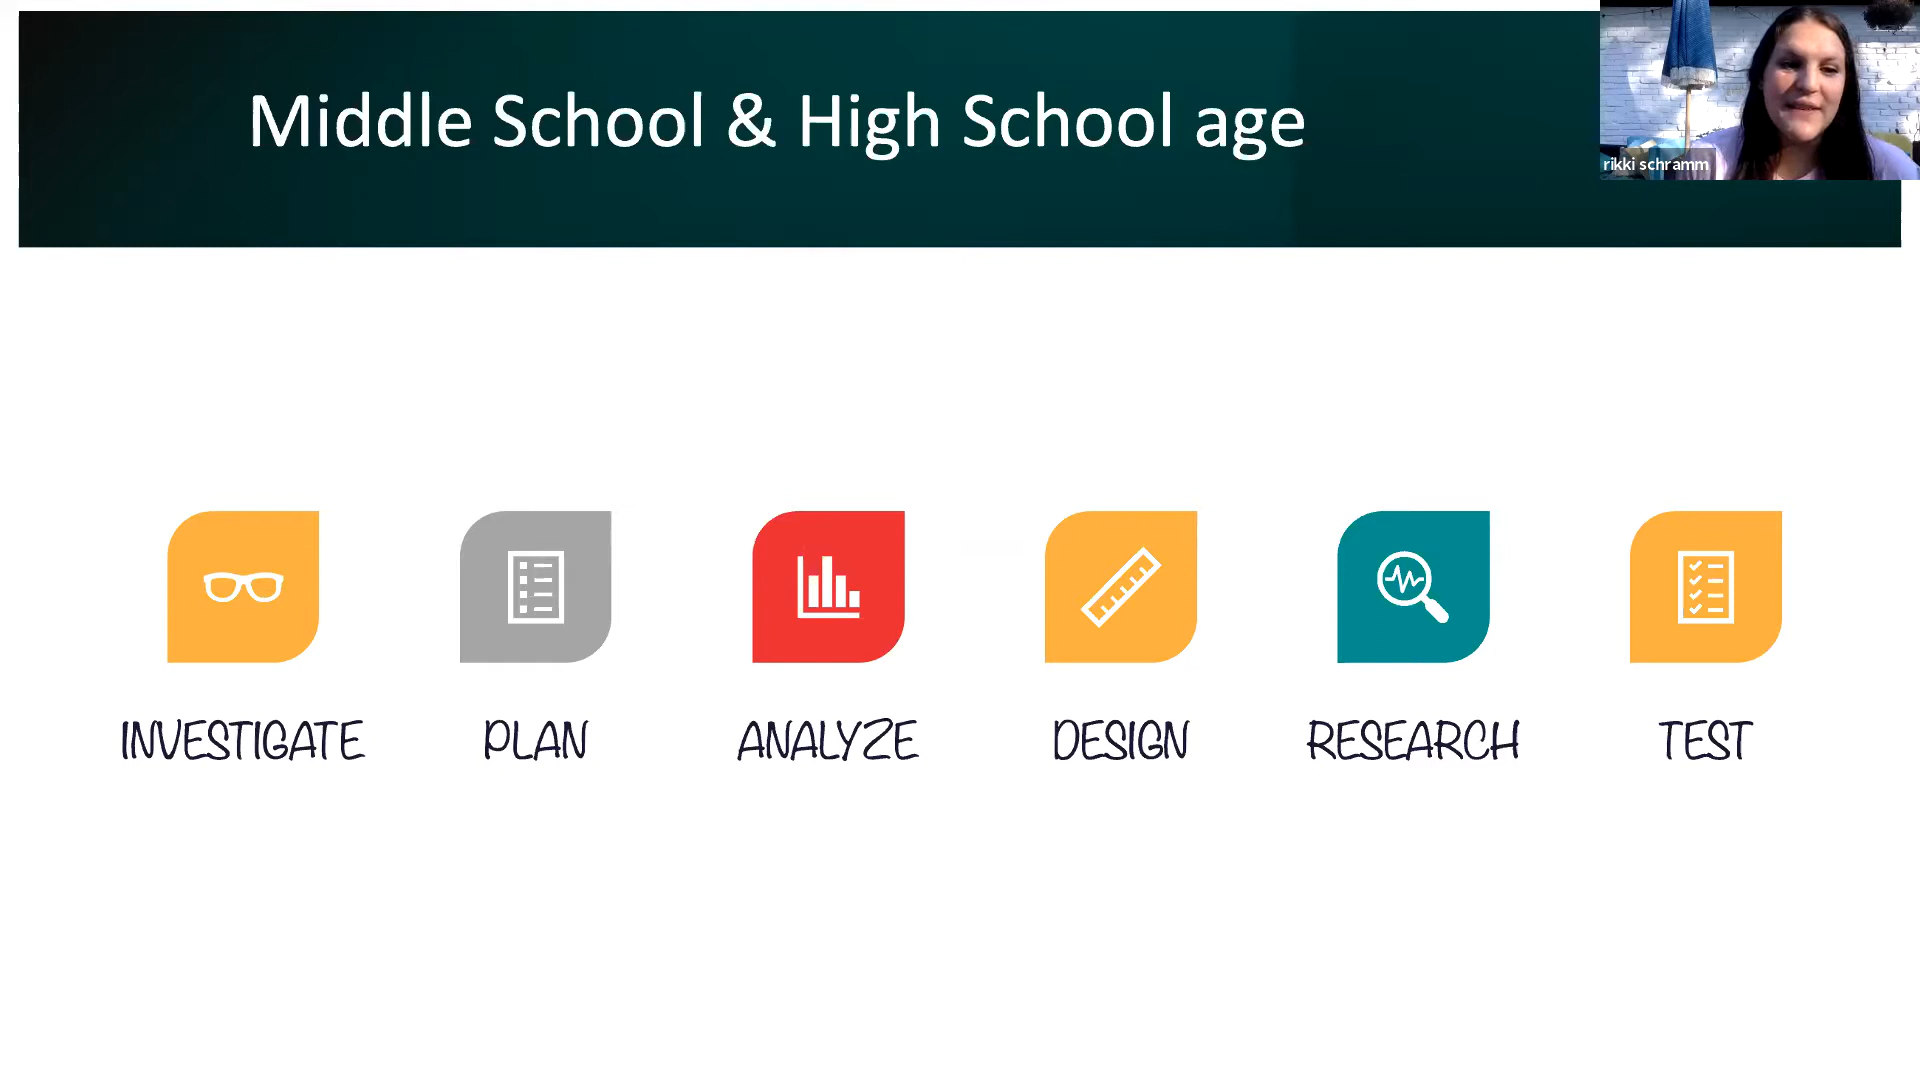 Middle School & High School age
rikki schramm
INVESTIGATE
PLAN
ANALYZE
DESIGN
RESEARCH
TEST